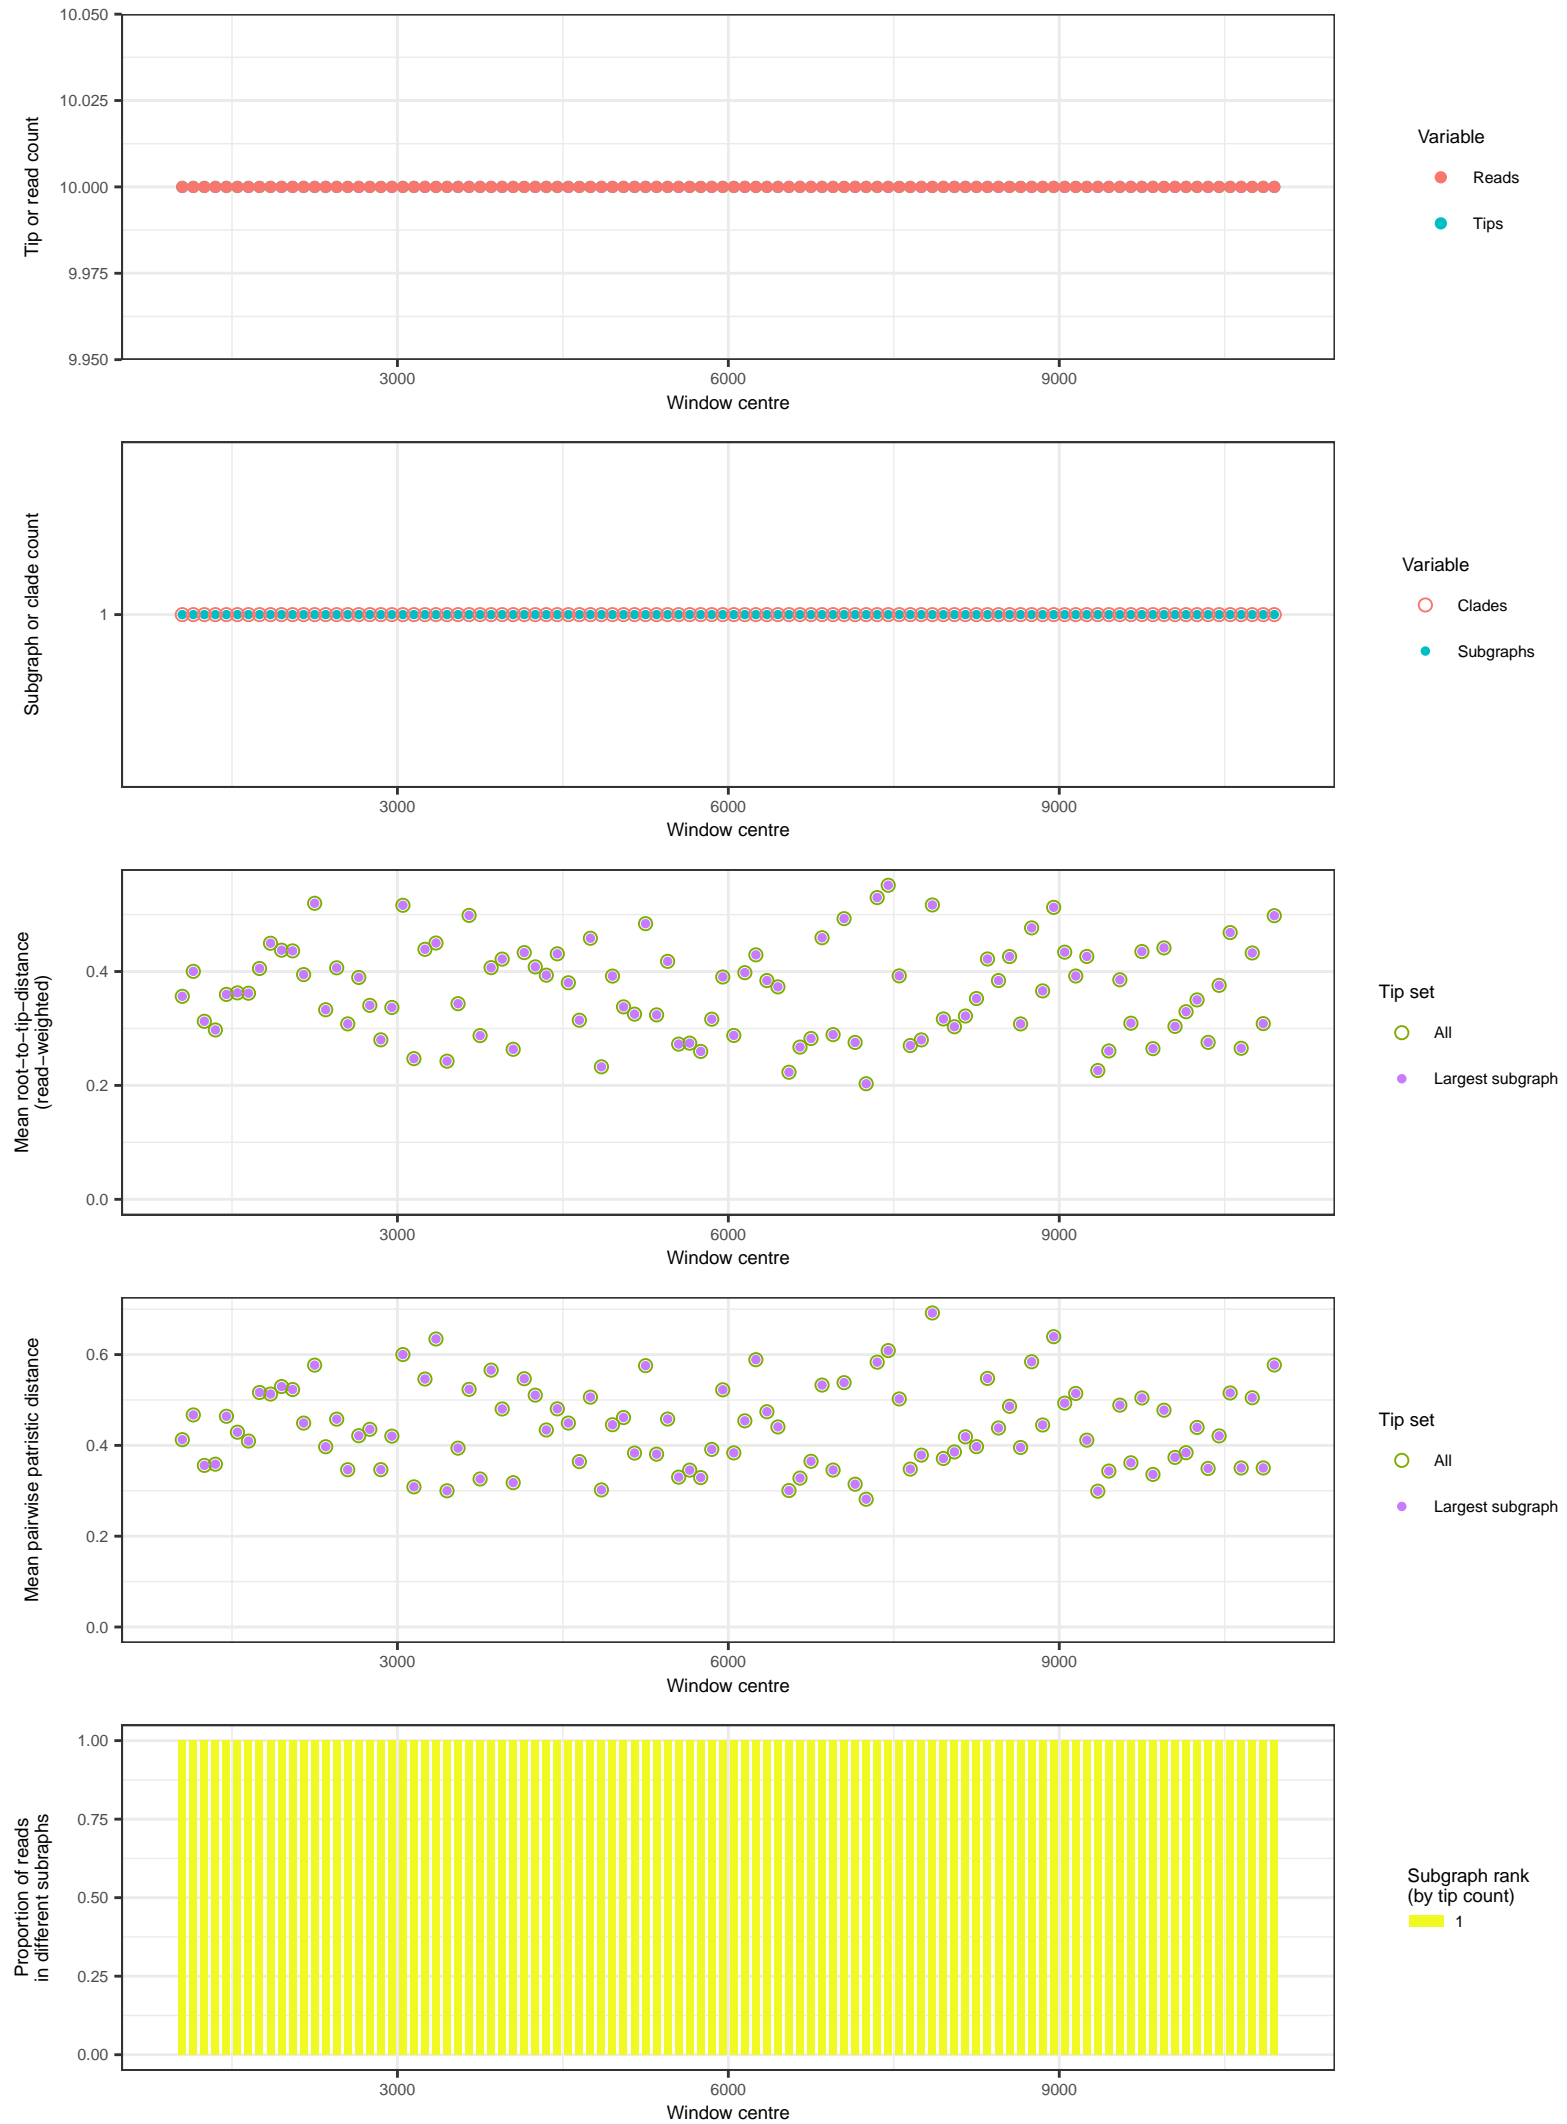 10.050
10.025
10.000
9.975
9.950
Tip or read count
3000 6000 9000
Window centre
Variable
Reads
Tips
1
Subgraph or clade count
3000 6000 9000
Window centre
Variable
Clades
Subgraphs
0.4
0.2
0.0
Mean root−to−tip−distance
(read−weighted)
3000 6000 9000
Window centre
Tip set
All
Largest subgraph
0.6
0.4
0.2
0.0
Mean pairwise patristic distance
3000 6000 9000
Window centre
Tip set
All
Largest subgraph
1.00
0.75
0.50
0.25
0.00
Proportion of reads
in different subraphs
3000 6000 9000
Window centre
Subgraph rank
(by tip count)
1